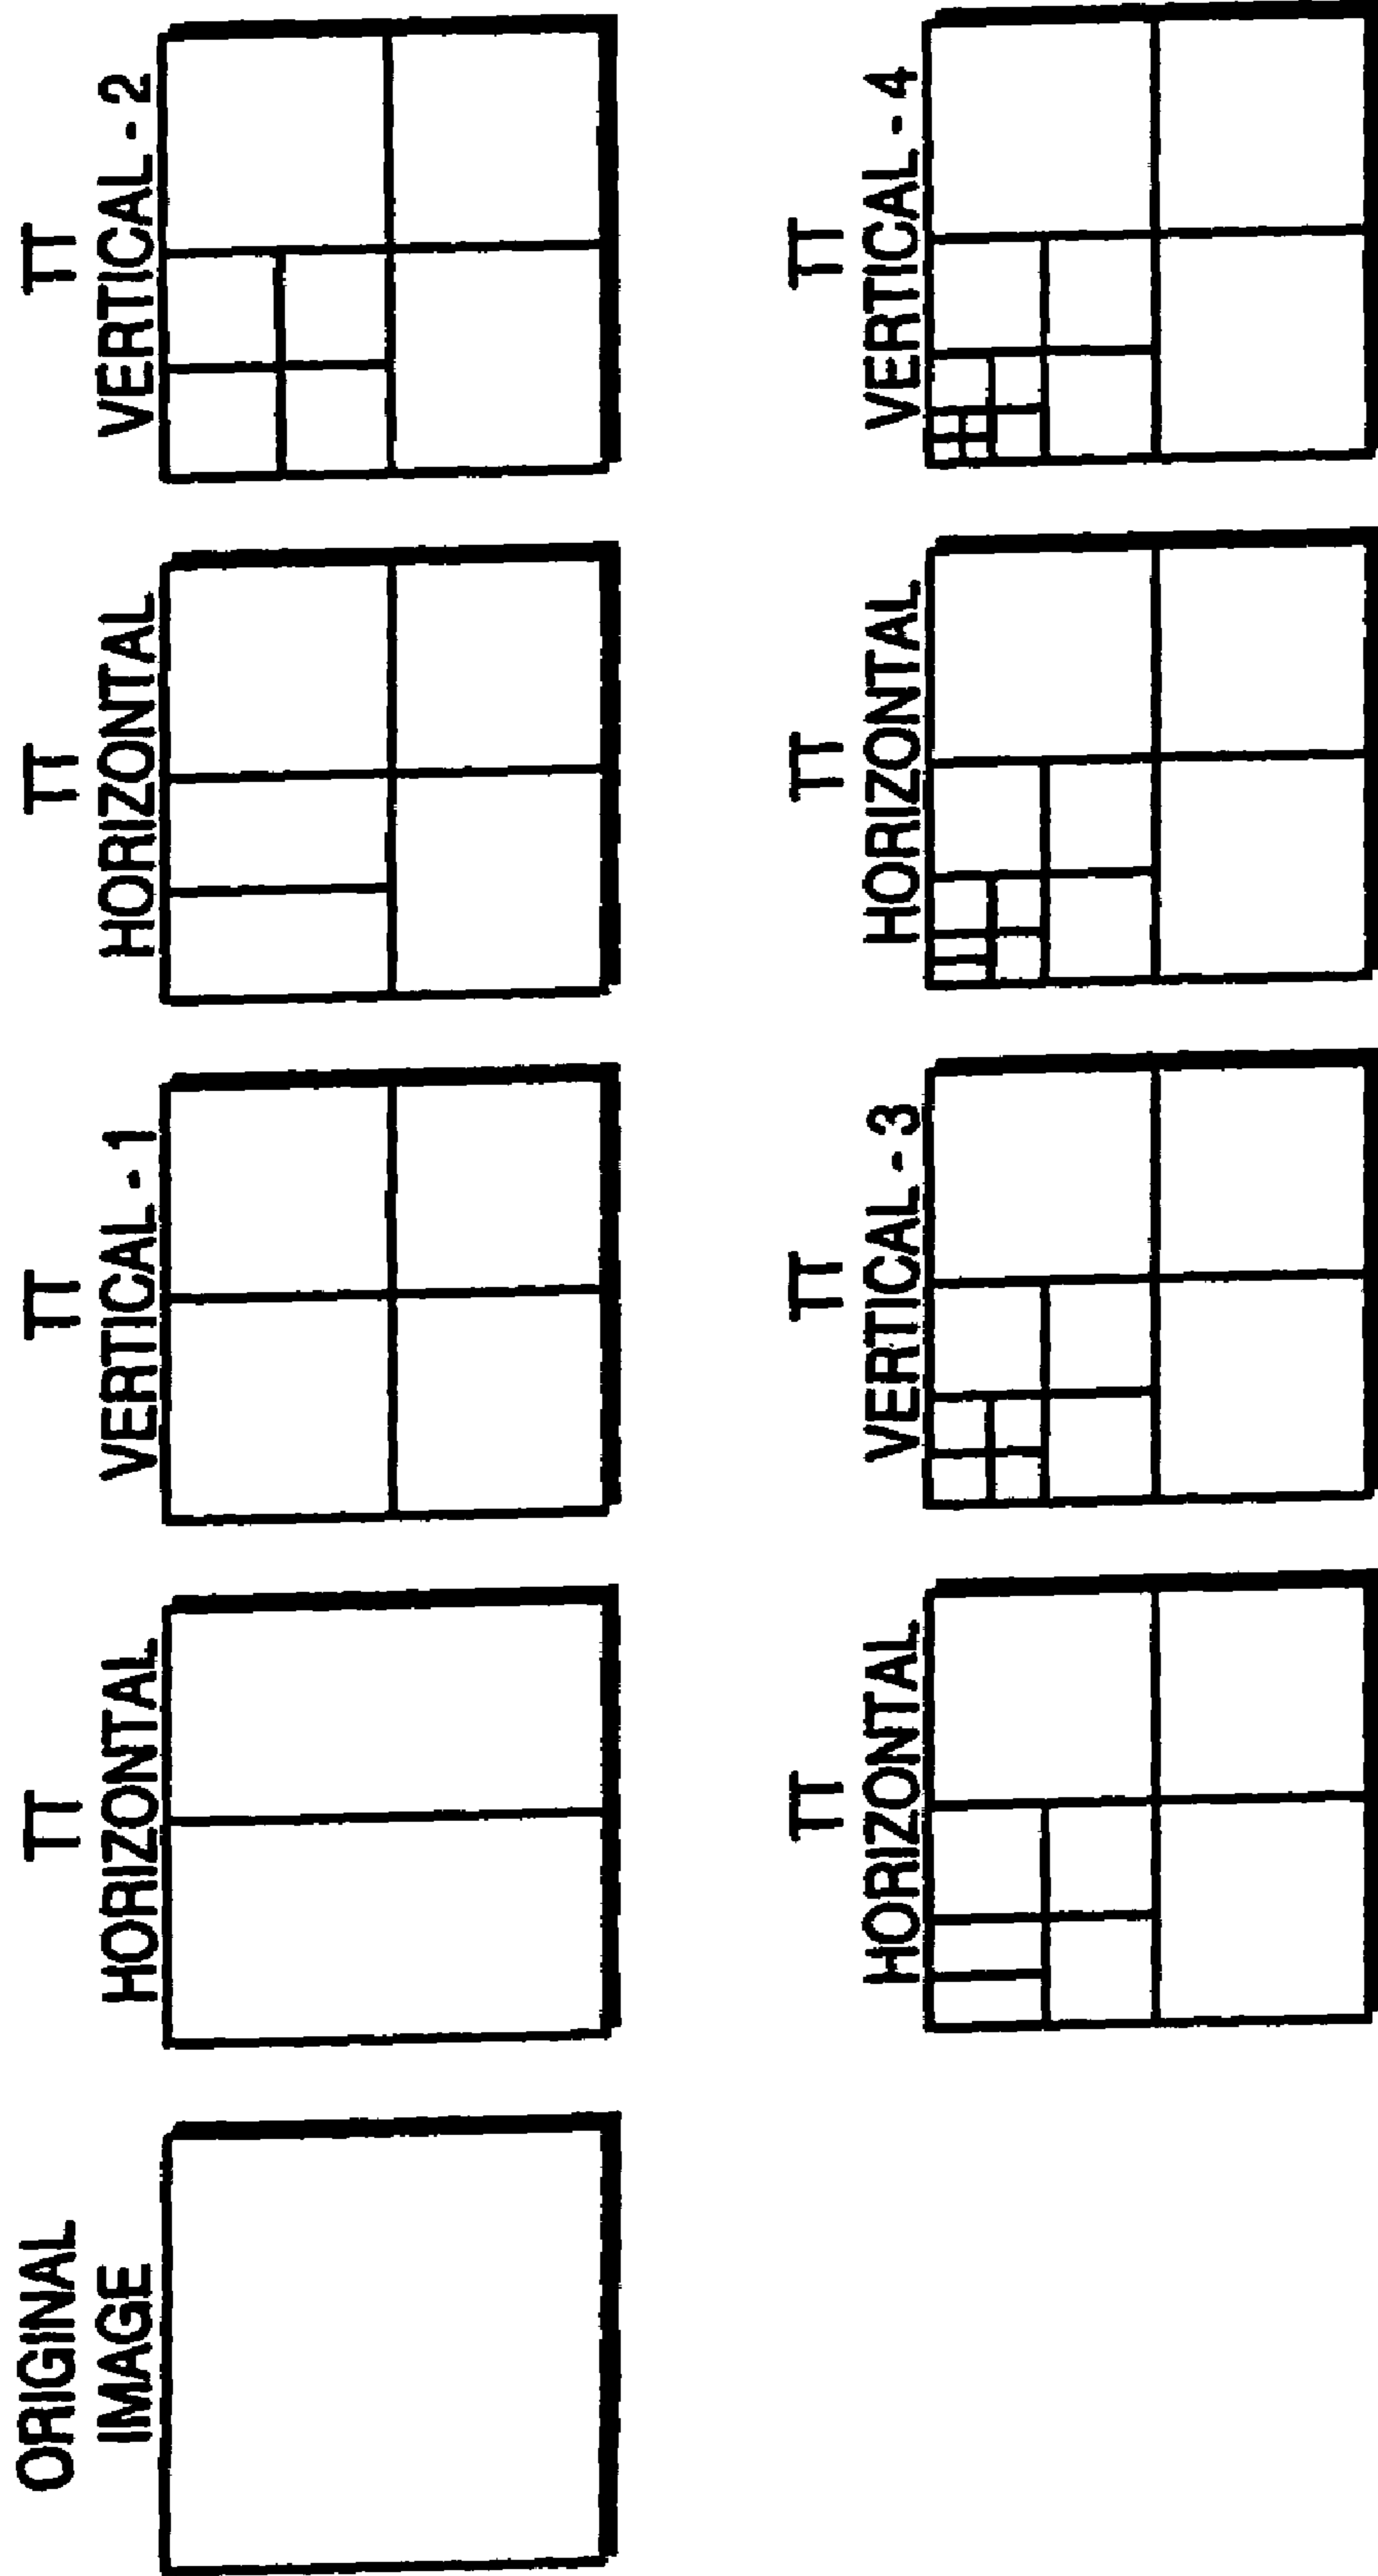 ORIGINAL
IMAGE
TT
HORIZONTAL
TT
VERTICAL - 1
TT
HORIZONTAL
TT
VERTICAL - 2
TT
HORIZONTAL
TT
VERTICAL - 3
TT
HORIZONTAL
TT
VERTICAL - 4